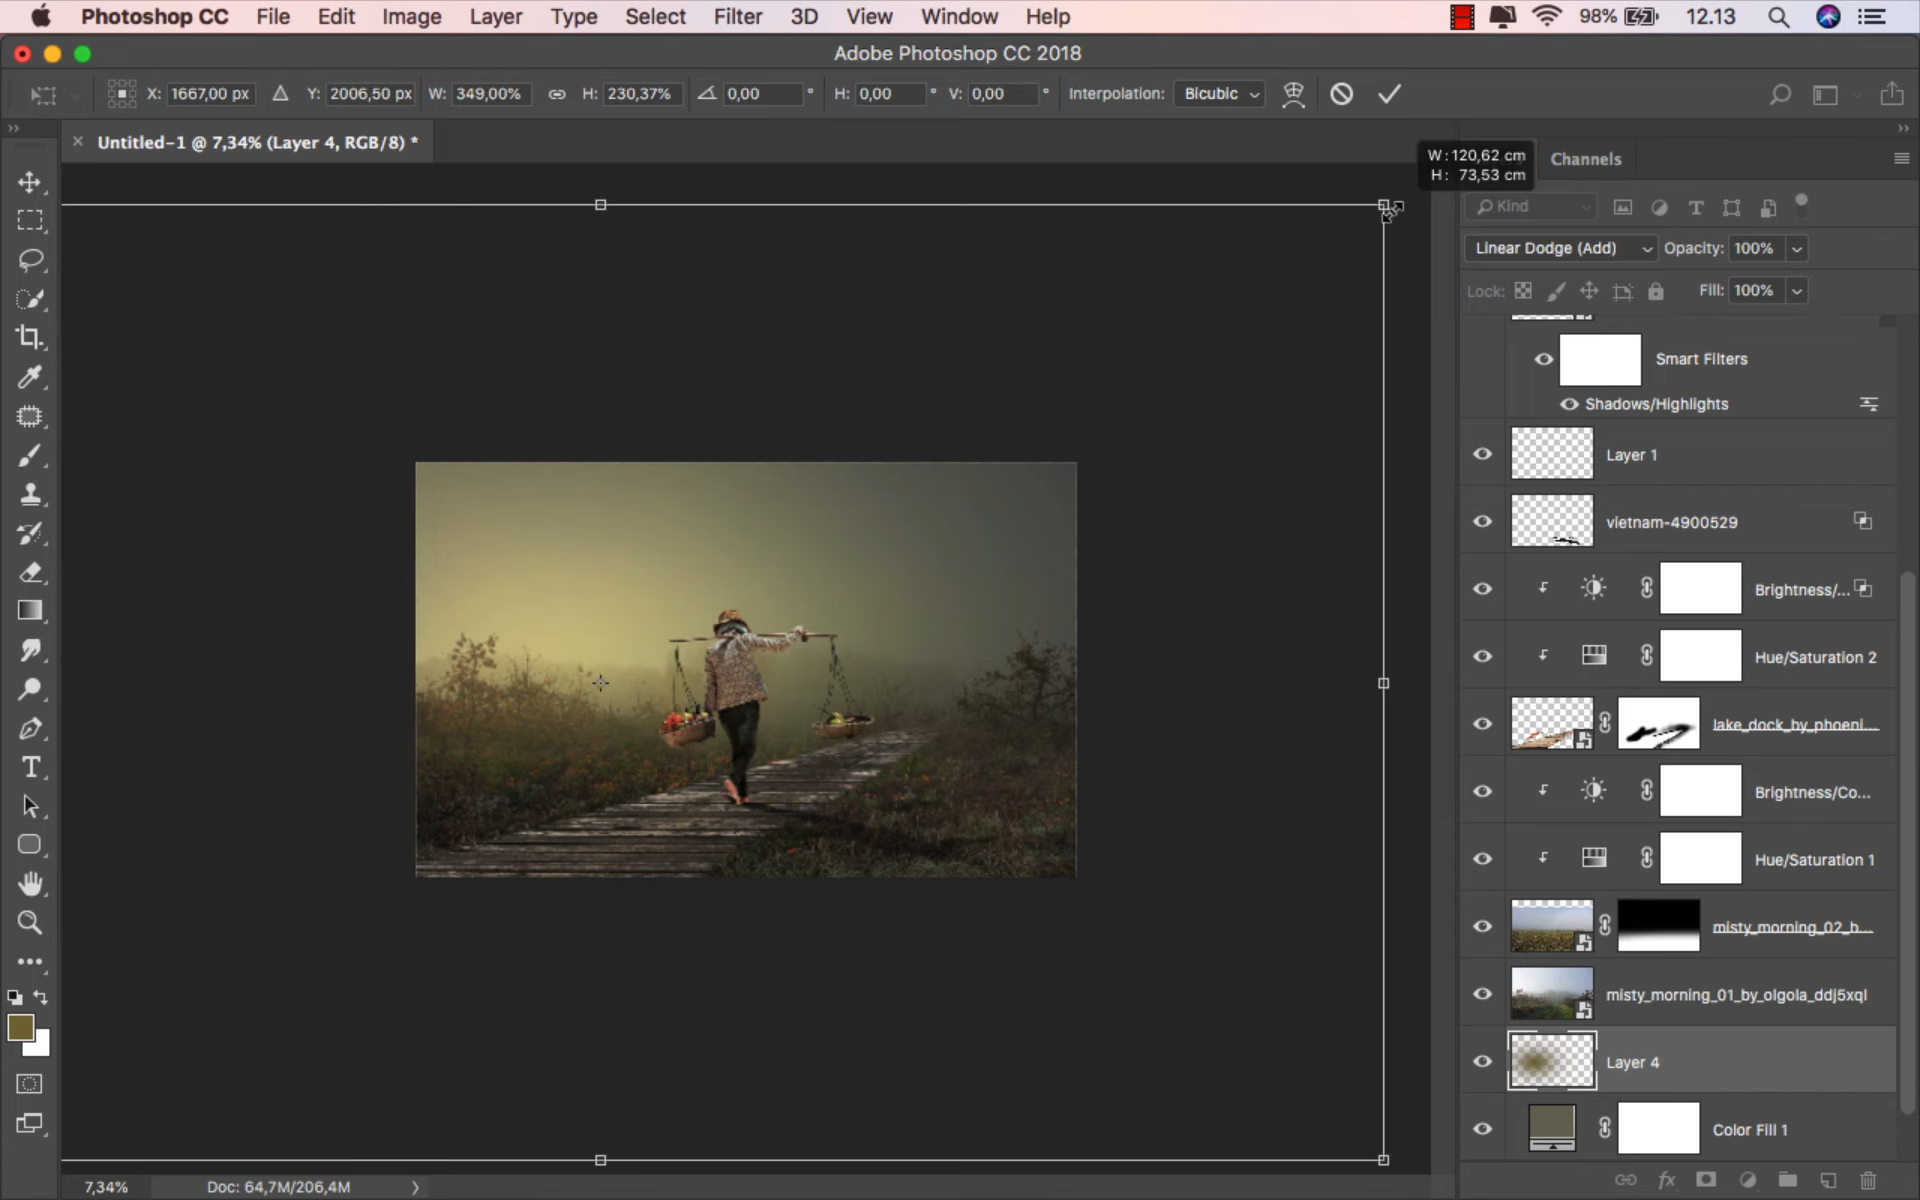 Photoshop CC File Edit Image Layer Type Select Filter 3D View Window Help 98% 12.13
Adobe Photoshop CC 2018
X: 1667,00 px Y: 2006,50 px W: 349,00% H: 230,37% 0,00 ° H: 0,00 ° V: 0,00 ° Interpolation: Bicubic
Untitled-1 @ 7,34% (Layer 4, RGB/8) *
W: 120,62 cm
H: 73,53 cm
Channels
Kind
Linear Dodge (Add) Opacity: 100%
Lock: Fill: 100%
Smart Filters
Shadows/Highlights
Layer 1
vietnam-4900529
Brightness/...
Hue/Saturation 2
lake_dock_by_phoeni...
Brightness/Co...
Hue/Saturation 1
misty_morning_02_b...
misty_morning_01_by_olgola_ddj5xql
Layer 4
Color Fill 1
7,34% Doc: 64,7M/206,4M